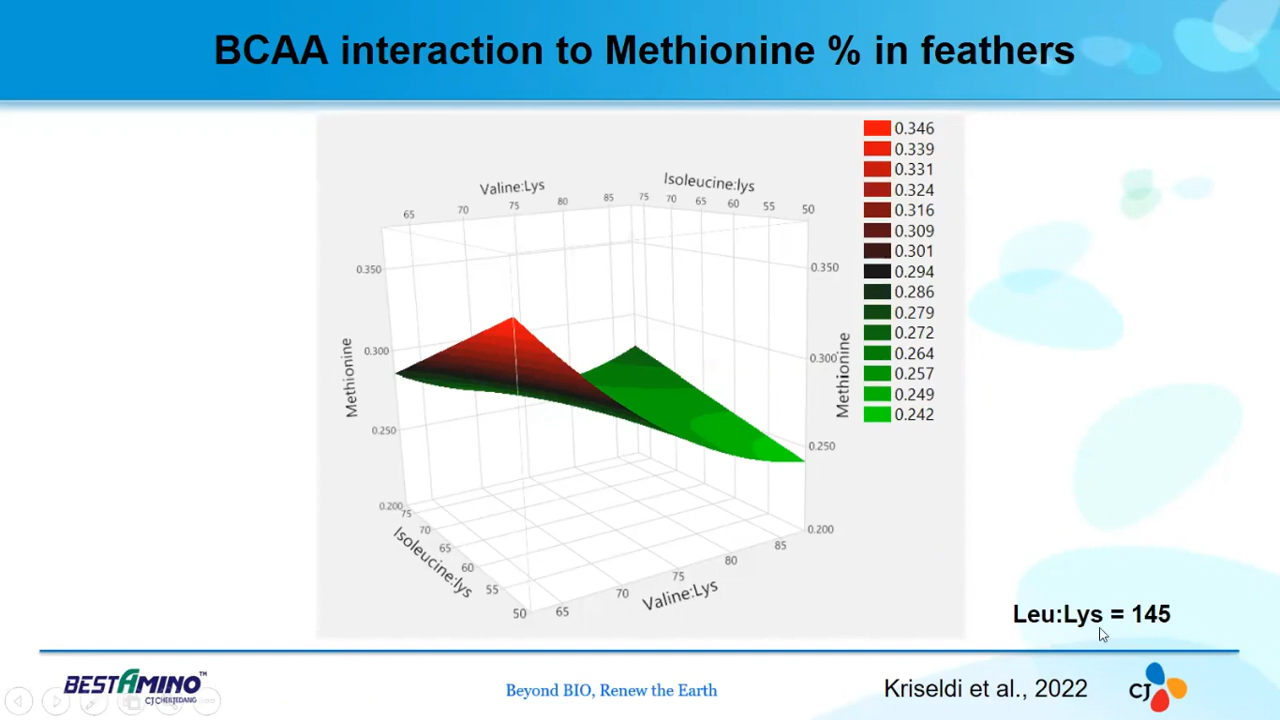 BCAA interaction to Methionine % in feathers
Valine:Lys
Isoleucine:lys
65 70 75 80 85 75 70 65 60 55 50
0.350 0.350
0.300 0.300
0.250 0.250
0.200 0.200
Methionine
Methionine
75 70 65 60 55 50
Isoleucine:lys
65 70 75 80 85
Valine:Lys
0.346
0.339
0.331
0.324
0.316
0.309
0.301
0.294
0.286
0.279
0.272
0.264
0.257
0.249
0.242
Leu:Lys = 145
BESTAMINO™
CJ CHEILJEDANG
Beyond BIO, Renew the Earth
Kriseldi et al., 2022
CJ